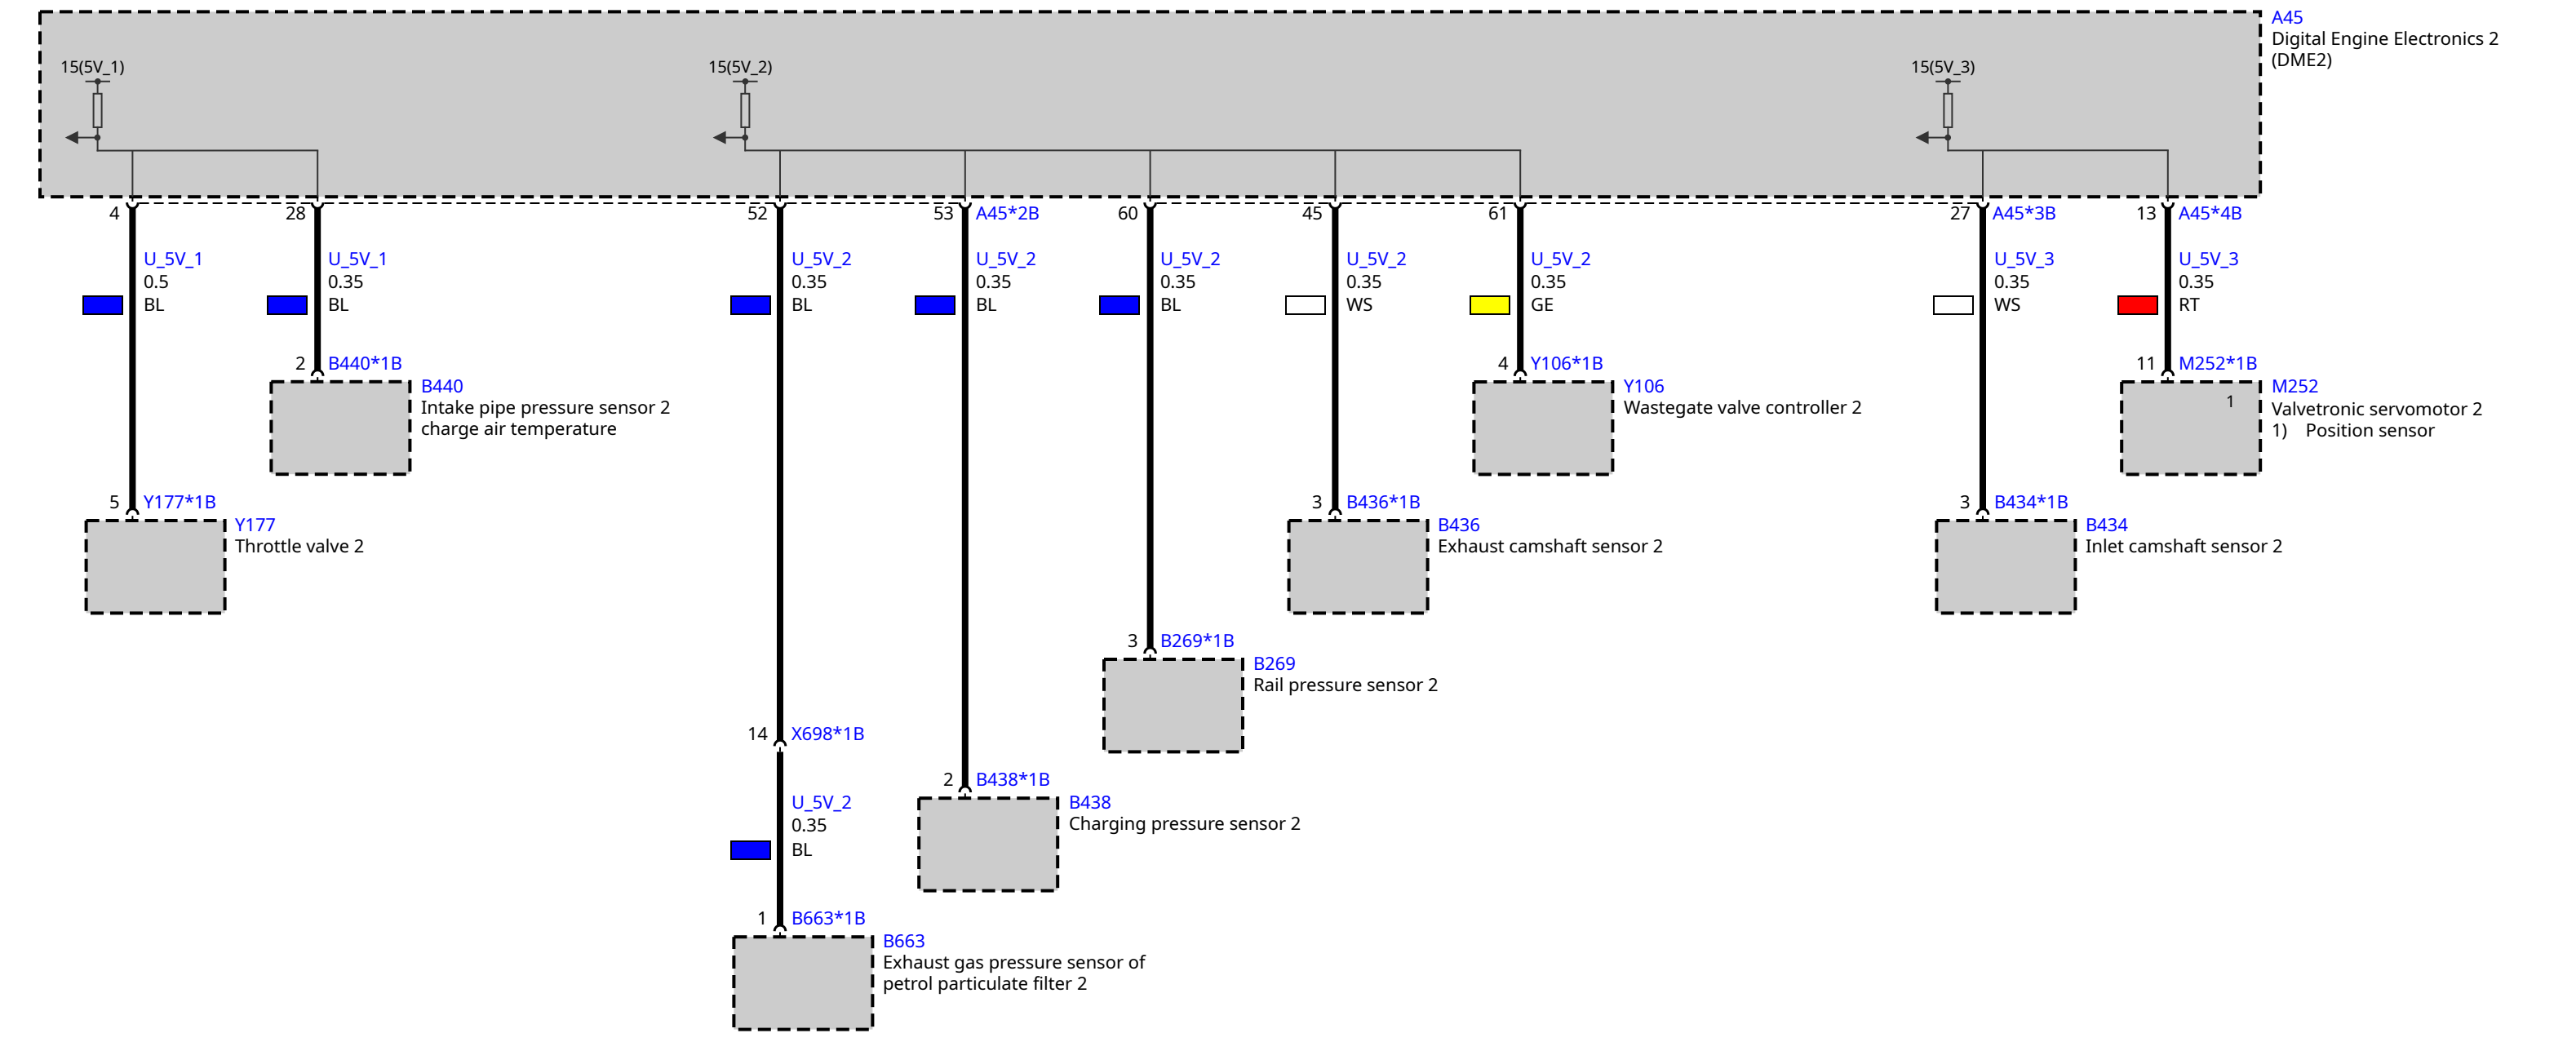 A45
Digital Engine Electronics 2
(DME2)
15(5V_1)
15(5V_2)
15(5V_3)
4
28
52
53
A45*2B
60
45
61
27
A45*3B
13
A45*4B
U_5V_1
0.5
BL
U_5V_1
0.35
BL
U_5V_2
0.35
BL
U_5V_2
0.35
BL
U_5V_2
0.35
BL
U_5V_2
0.35
WS
U_5V_2
0.35
GE
U_5V_3
0.35
WS
U_5V_3
0.35
RT
2
B440*1B
B440
Intake pipe pressure sensor 2
charge air temperature
4
Y106*1B
Y106
Wastegate valve controller 2
11
M252*1B
M252
1
Valvetronic servomotor 2
1) Position sensor
5
Y177*1B
Y177
Throttle valve 2
3
B436*1B
B436
Exhaust camshaft sensor 2
3
B434*1B
B434
Inlet camshaft sensor 2
3
B269*1B
B269
Rail pressure sensor 2
14
X698*1B
2
B438*1B
B438
Charging pressure sensor 2
U_5V_2
0.35
BL
1
B663*1B
B663
Exhaust gas pressure sensor of
petrol particulate filter 2